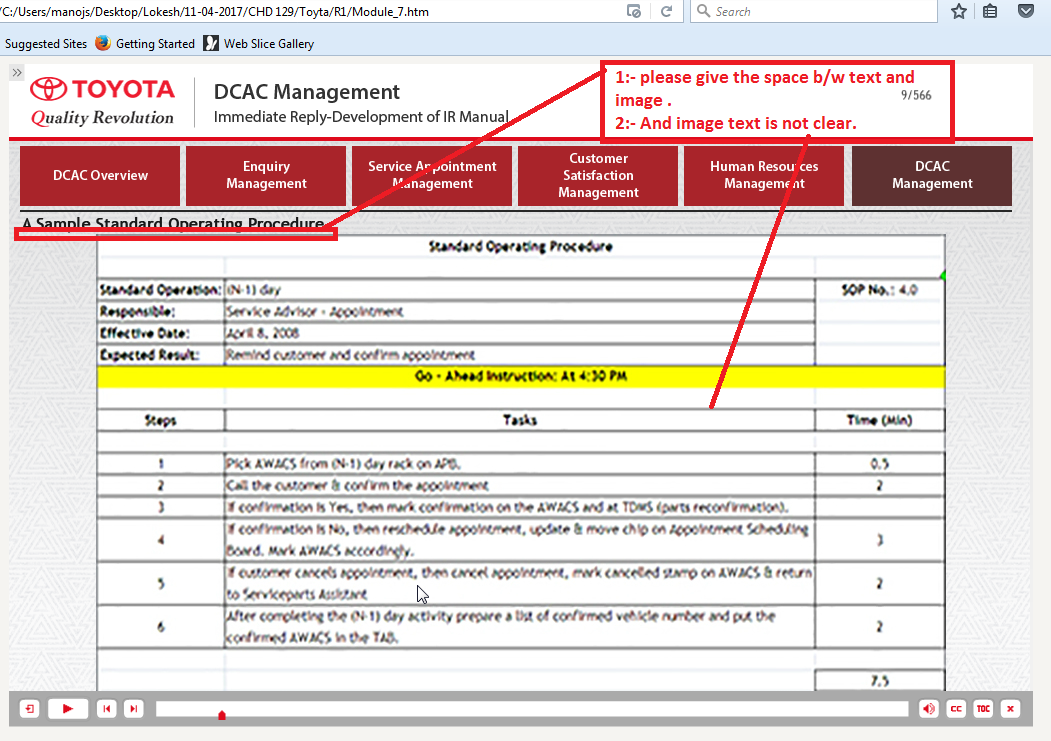 C:/Users/manojs/Desktop/Lokesh/11-04-2017/CHD 129/Toyta/R1/Module_7.htm
Search
Suggested Sites
Getting Started
Web Slice Gallery
TOYOTA
Quality Revolution
DCAC Management
Immediate Reply-Development of IR Manual
1:- please give the space b/w text and
image .
9/566
2:- And image text is not clear.
DCAC Overview
Enquiry
Management
Service Appointment
Management
Customer
Satisfaction
Management
Human Resources
Management
DCAC
Management
A Sample Standard Operating Procedure
Standard Operating Procedure
Standard Operation: (N-1) day SOP No.: 4.0
Responsible: Service Advisor - Appointment
Effective Date: April 8, 2008
Expected Result: Remind customer and confirm appointment
Go - Ahead Instruction: At 4:30 PM
Steps Tasks Time (Min)
1 Pick AWACS from (N-1) day rack on APB. 0.5
2 Call the customer & confirm the appointment 2
3 If confirmation is Yes, then mark confirmation on the AWACS and at TDMS (parts reconfirmation).
4 If confirmation is No, then reschedule appointment, update & move chip on Appointment Scheduling
Board. Mark AWACS accordingly. 3
5 If customer cancels appointment, then cancel appointment, mark cancelled stamp on AWACS & return
to Serviceparts Assistant 2
6 After completing the (N-1) day activity prepare a list of confirmed vehicle number and put the
confirmed AWACS in the TAB. 2
7.5
CC
TOC